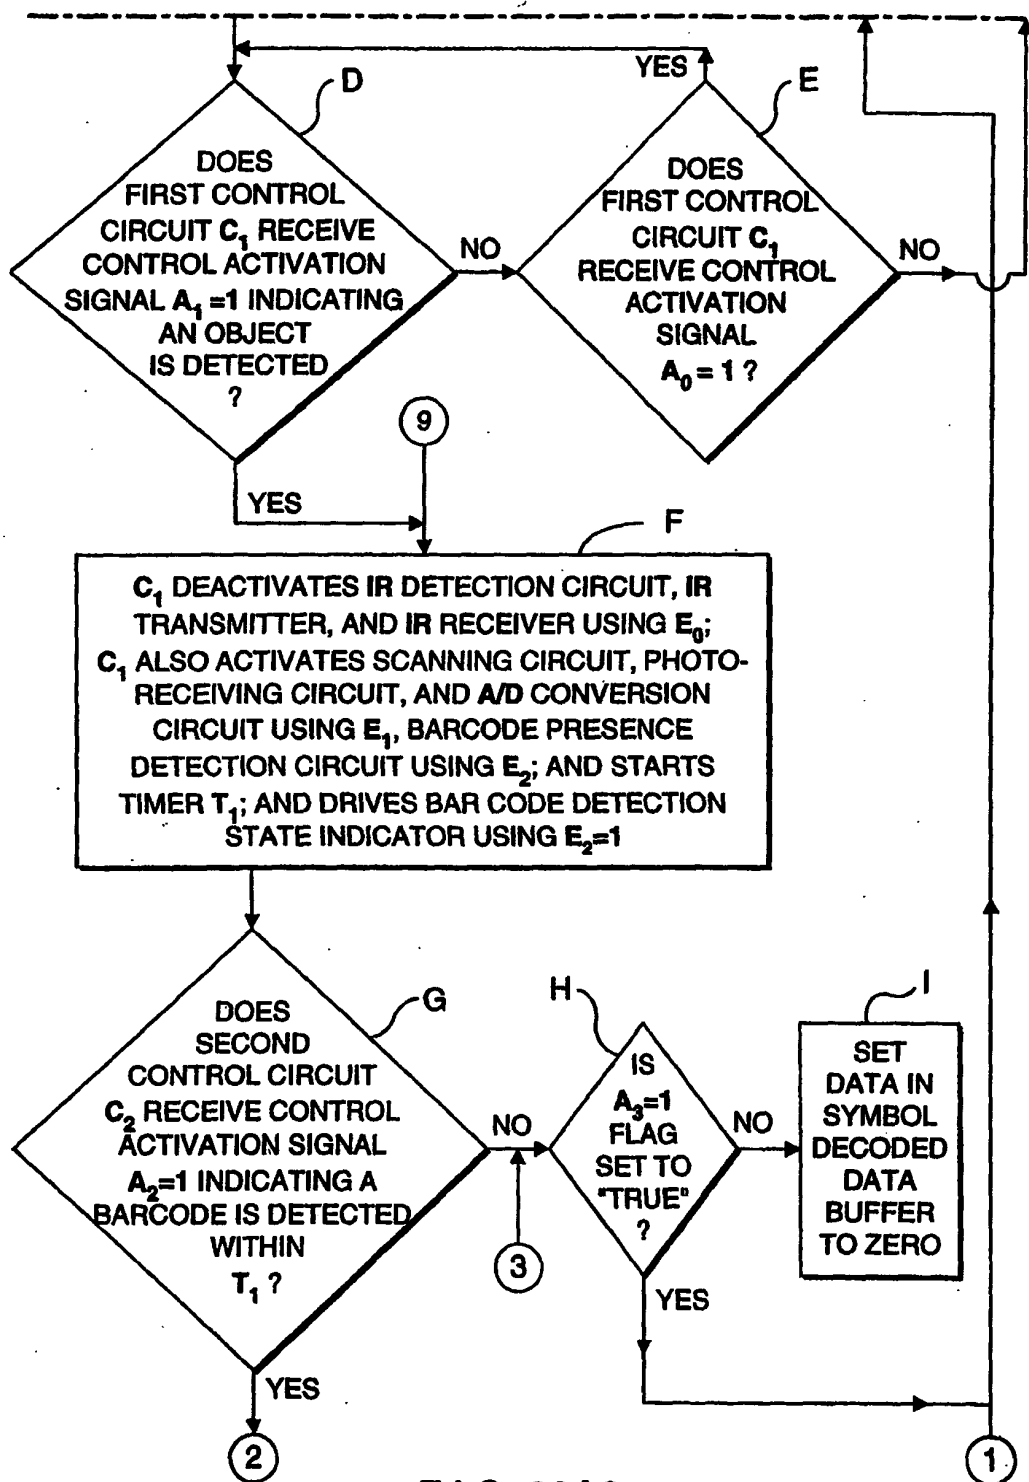 YES
D
E
DOES
FIRST CONTROL
CIRCUIT C1 RECEIVE
CONTROL ACTIVATION
SIGNAL A1 =1 INDICATING
AN OBJECT
IS DETECTED
?
NO
DOES
FIRST CONTROL
CIRCUIT C1
RECEIVE CONTROL
ACTIVATION
SIGNAL
A0 = 1 ?
NO
9
YES
F
C1 DEACTIVATES IR DETECTION CIRCUIT, IR
TRANSMITTER, AND IR RECEIVER USING E0;
C1 ALSO ACTIVATES SCANNING CIRCUIT, PHOTO-
RECEIVING CIRCUIT, AND A/D CONVERSION
CIRCUIT USING E1, BARCODE PRESENCE
DETECTION CIRCUIT USING E2; AND STARTS
TIMER T1; AND DRIVES BAR CODE DETECTION
STATE INDICATOR USING E2=1
G
DOES
SECOND
CONTROL CIRCUIT
C2 RECEIVE CONTROL
ACTIVATION SIGNAL
A2=1 INDICATING A
BARCODE IS DETECTED
WITHIN
T1 ?
NO
3
H
IS
A3=1
FLAG
SET TO
"TRUE"
?
NO
I
SET
DATA IN
SYMBOL
DECODED
DATA
BUFFER
TO ZERO
YES
YES
2
1